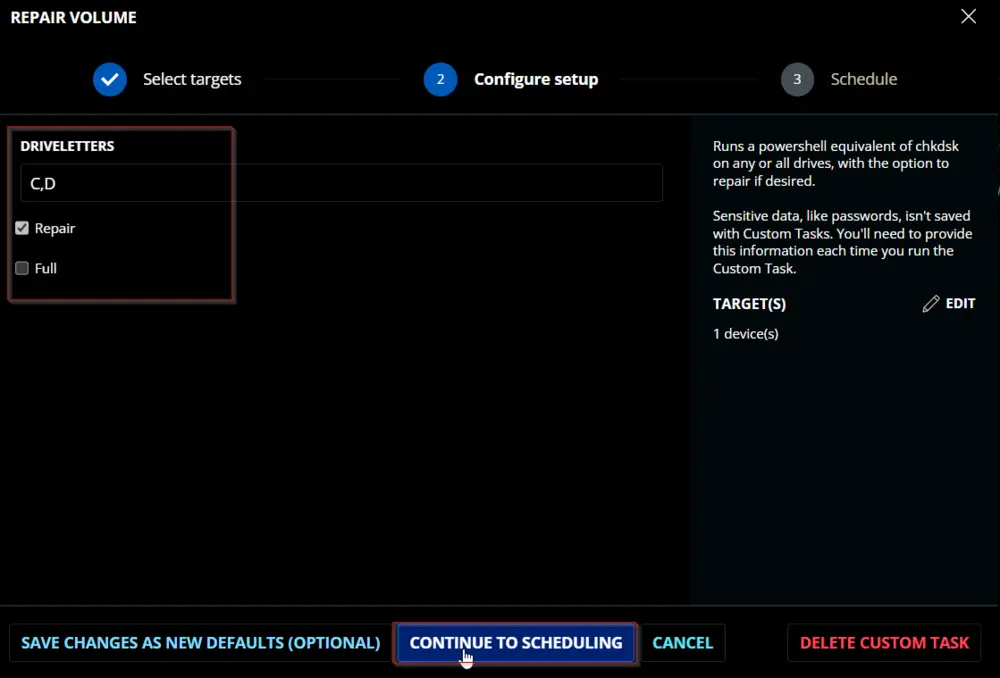 REPAIR VOLUME
Select targets
2
Configure setup
3
Schedule
DRIVELETTERS
C,D
Repair
Full
Runs a powershell equivalent of chkdsk
on any or all drives, with the option to
repair if desired.
Sensitive data, like passwords, isn't saved
with Custom Tasks. You'll need to provide
this information each time you run the
Custom Task.
TARGET(S)
EDIT
1 device(s)
SAVE CHANGES AS NEW DEFAULTS (OPTIONAL)
CONTINUE TO SCHEDULING
CANCEL
DELETE CUSTOM TASK